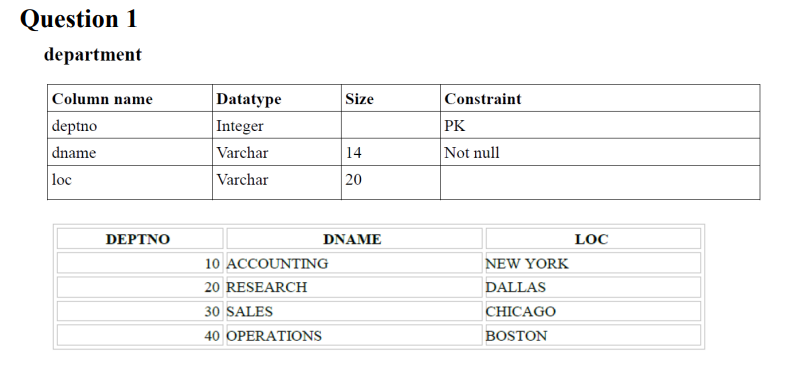 Question 1
department
Column name Datatype Size Constraint
deptno Integer PK
dname Varchar 14 Not null
loc Varchar 20
DEPTNO DNAME LOC
10 ACCOUNTING NEW YORK
20 RESEARCH DALLAS
30 SALES CHICAGO
40 OPERATIONS BOSTON